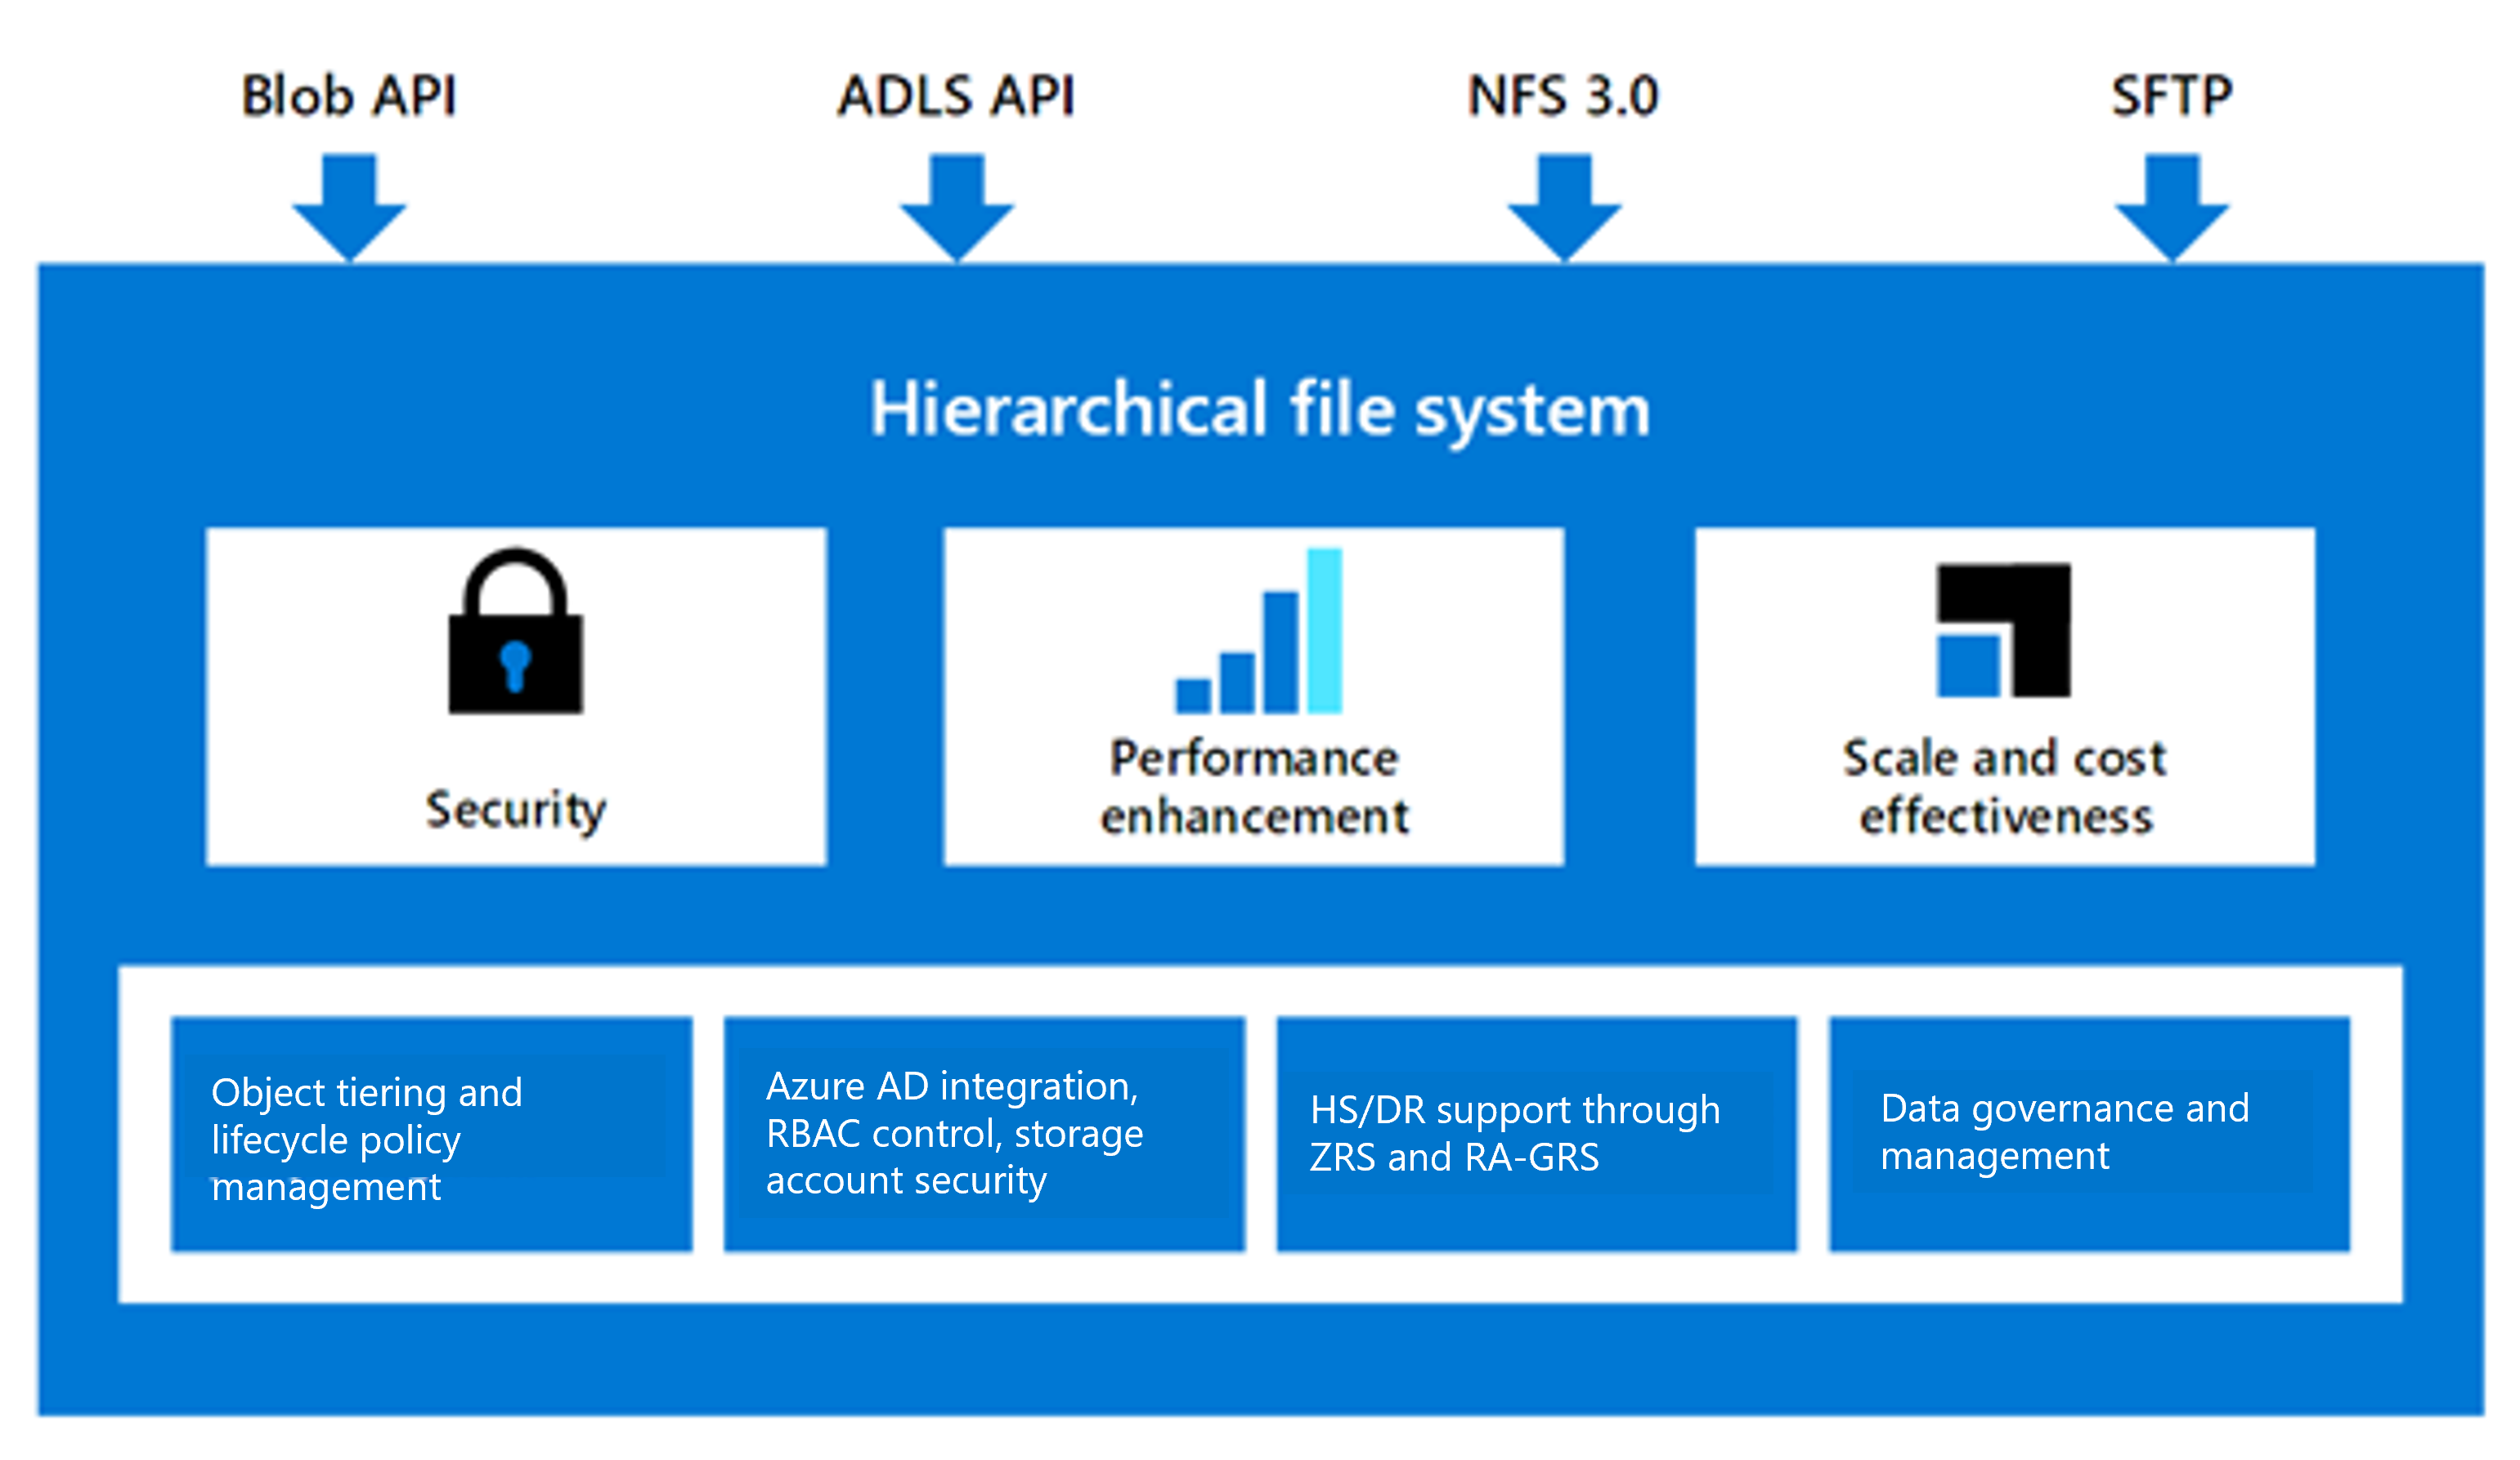 Blob API
ADLS API
NFS 3.0
SFTP
Hierarchical file system
Security
Performance
enhancement
Scale and cost
effectiveness
Object tiering and
lifecycle policy
management
Azure AD integration,
RBAC control, storage
account security
HS/DR support through
ZRS and RA-GRS
Data governance and
management